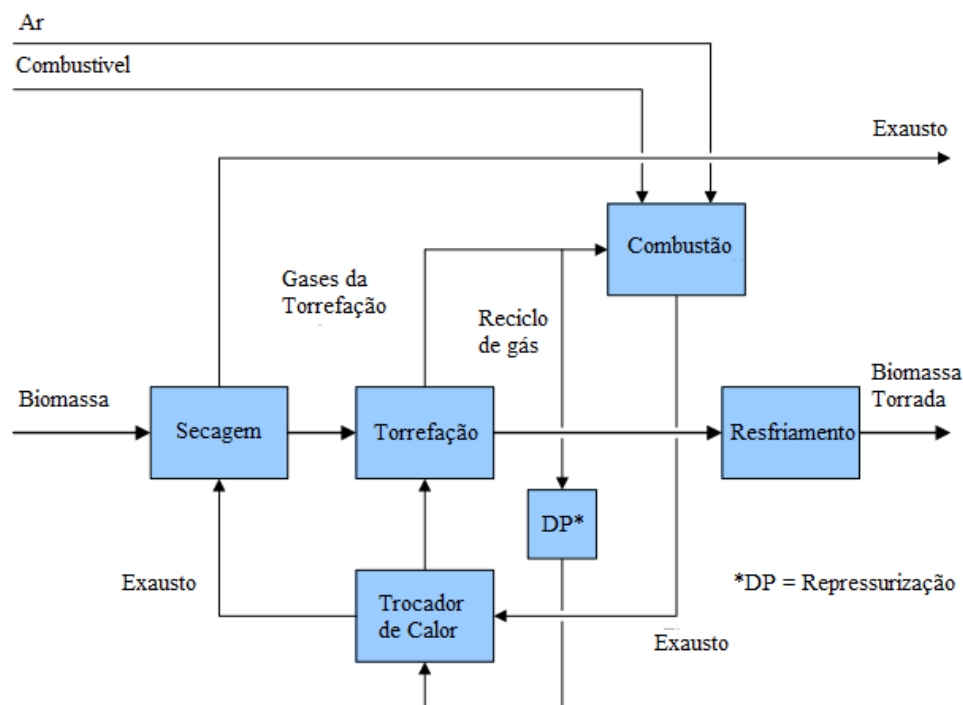 Ar
Combustível
Exausto
Combustão
Gases da
Torrefação
Reciclo
de gás
Biomassa
Secagem
Torrefação
Resfriamento
Biomassa
Torrada
DP*
*DP = Repressurização
Exausto
Trocador
de Calor
Exausto